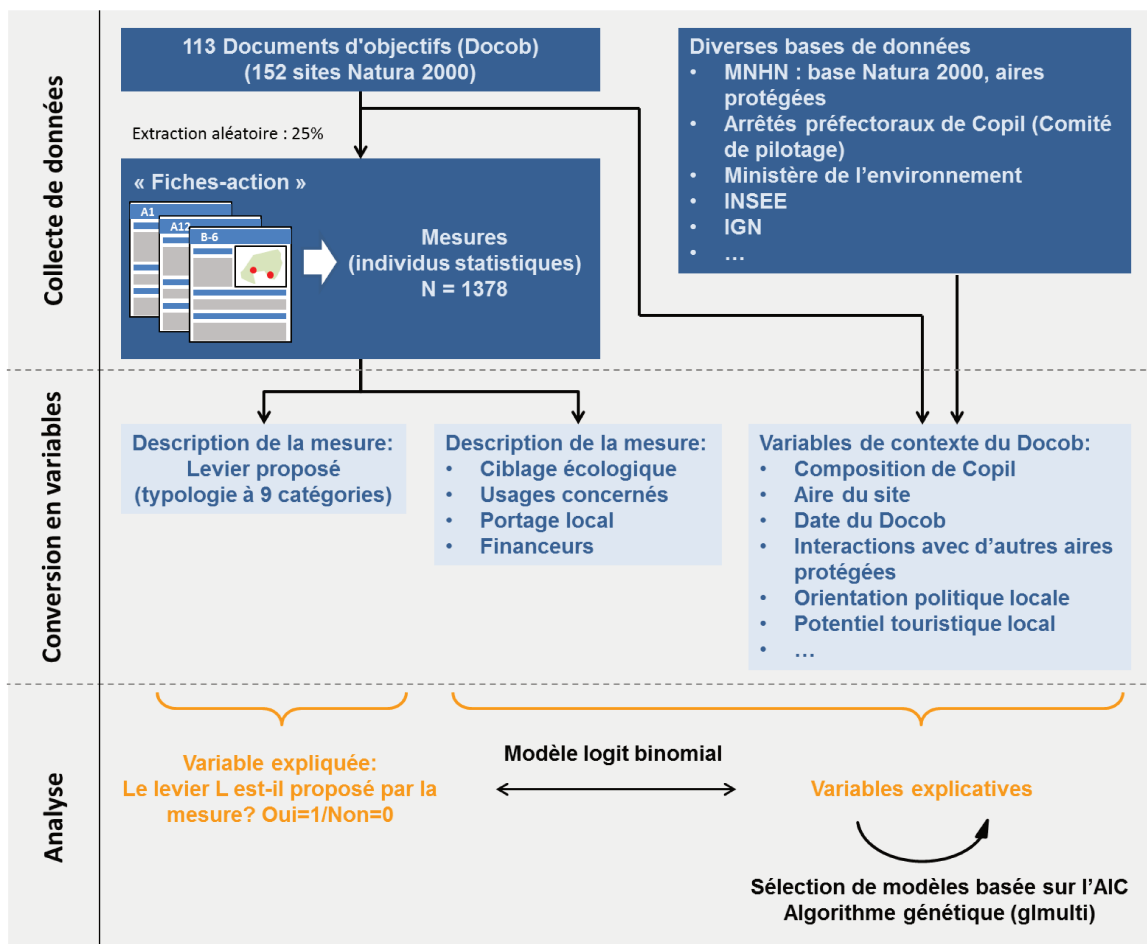 Collecte de données
113 Documents d'objectifs (Docob)
(152 sites Natura 2000)
Extraction aléatoire : 25%
« Fiches-action »
A1
A12
B-6
Mesures
(individus statistiques)
N = 1378
Diverses bases de données
• MNHN : base Natura 2000, aires
protégées
• Arrêtés préfectoraux de Copil (Comité
de pilotage)
• Ministère de l'environnement
• INSEE
• IGN
• …
Conversion en variables
Description de la mesure:
Levier proposé
(typologie à 9 catégories)
Description de la mesure:
• Ciblage écologique
• Usages concernés
• Portage local
• Financeurs
Variables de contexte du Docob:
• Composition de Copil
• Aire du site
• Date du Docob
• Interactions avec d'autres aires
protégées
• Orientation politique locale
• Potentiel touristique local
• …
Analyse
Variable expliquée:
Le levier L est-il proposé par la
mesure? Oui=1/Non=0
Modèle logit binomial
Variables explicatives
Sélection de modèles basée sur l'AIC
Algorithme génétique (glmulti)